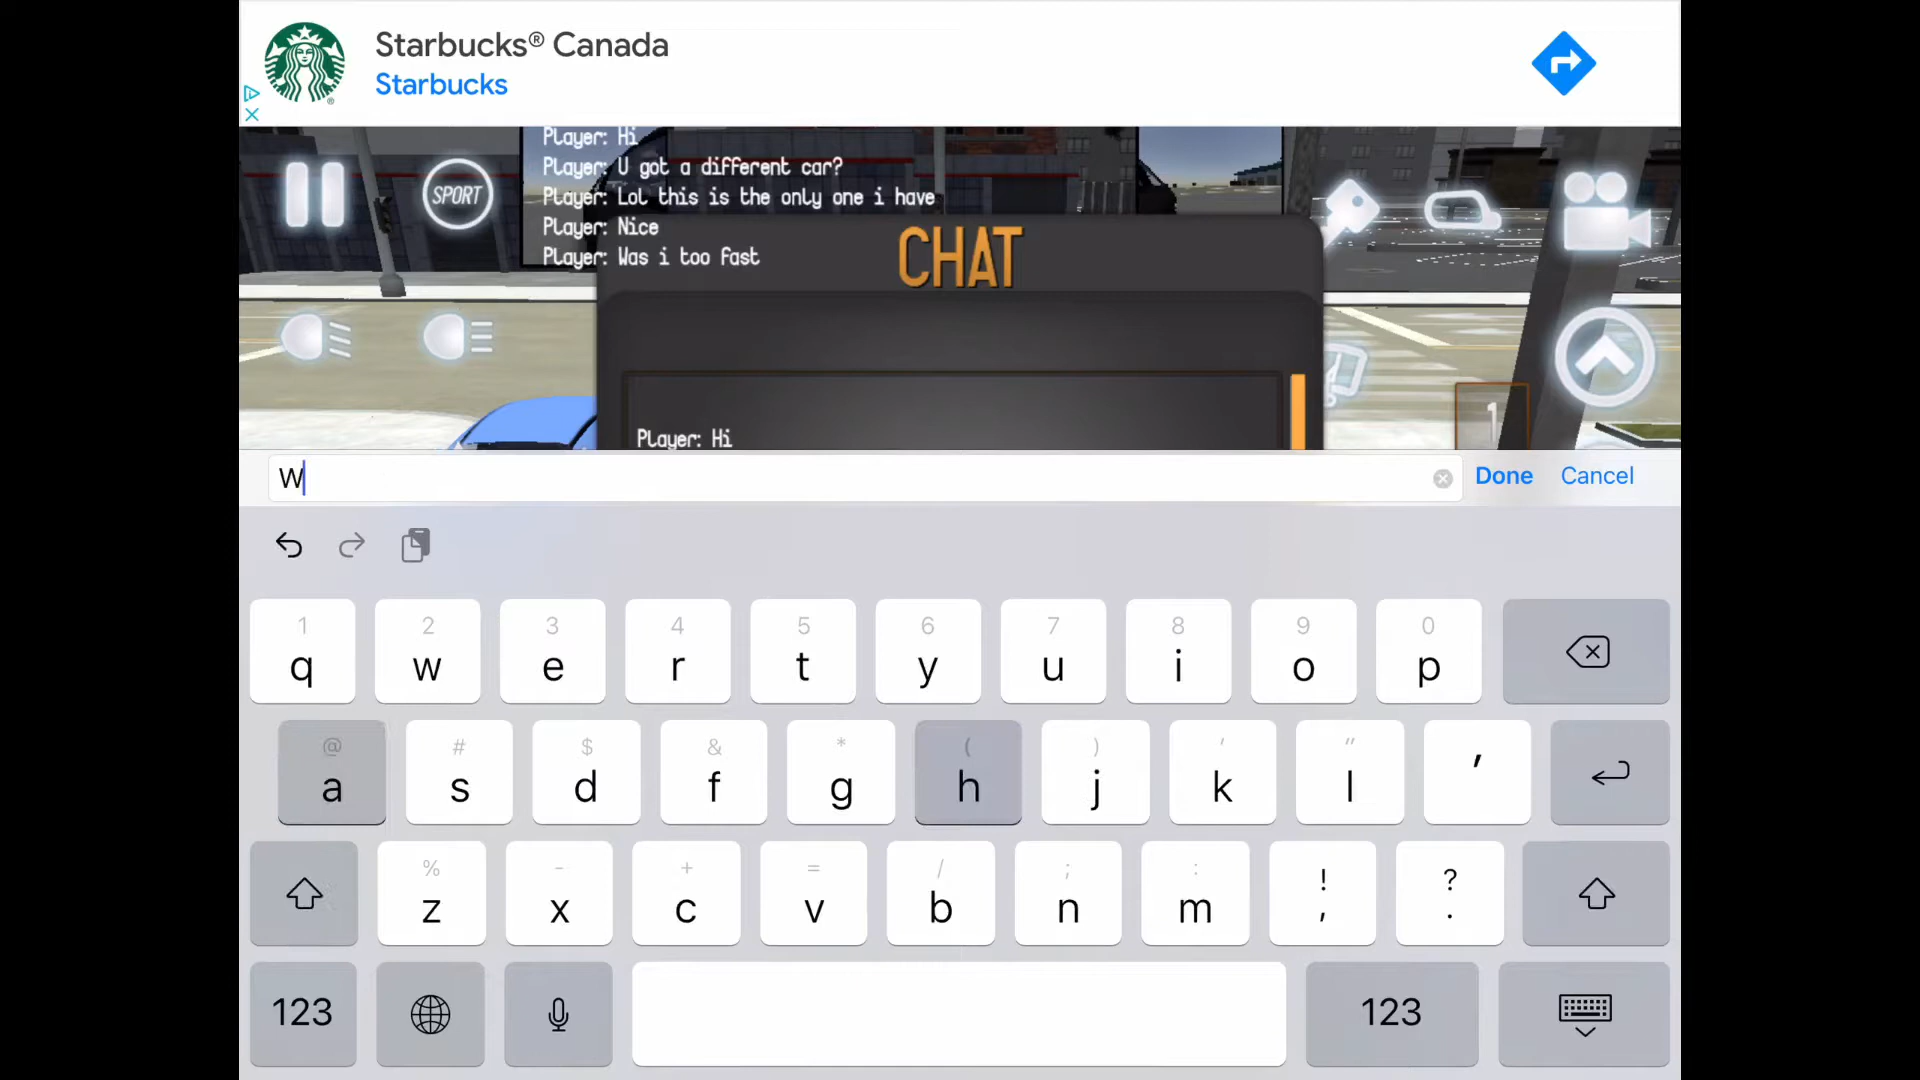 Starbucks® Canada
Starbucks
Player: Hi
Player: U got a different car?
Player: Lol this is the only one i have
Player: Nice
Player: Was i too fast
SPORT
CHAT
1
Player: Hi
W
Done
Cancel
1 2 3 4 5 6 7 8 9 0
q w e r t y u i o p
@ # $ & * ( ) ' "
a s d f g h j k l '
% - + = / ; : ! ?
z x c v b n m , .
123
123